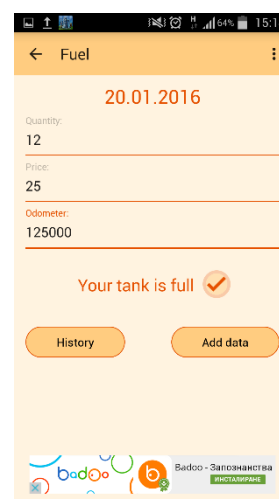 H 64% 15:1
Fuel
20.01.2016
Quantity:
12
Price:
25
Odometer:
125000
Your tank is full
History
Add data
badoo
Badoo - Запознанства
ИНСТАЛИРАНЕ